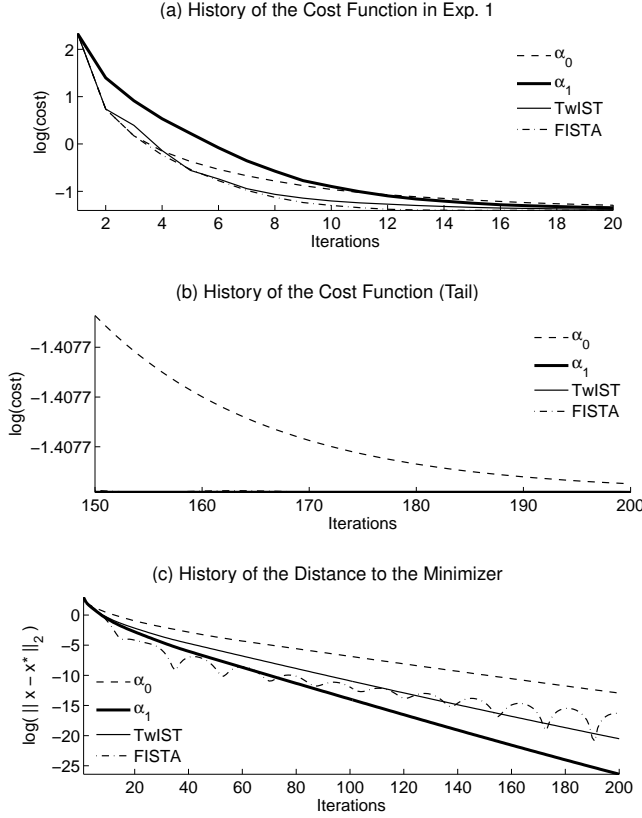 (a) History of the Cost Function in Exp. 1
log(cost)
2
1
0
−1
2 4 6 8 10 12 14 16 18 20
Iterations
α0
α1
TwIST
FISTA
(b) History of the Cost Function (Tail)
log(cost)
−1.4077
−1.4077
−1.4077
150 160 170 180 190 200
Iterations
α0
α1
TwIST
FISTA
(c) History of the Distance to the Minimizer
log( || x − x* ||2 )
0
−5
−10
−15
−20
−25
20 40 60 80 100 120 140 160 180 200
Iterations
α0
α1
TwIST
FISTA